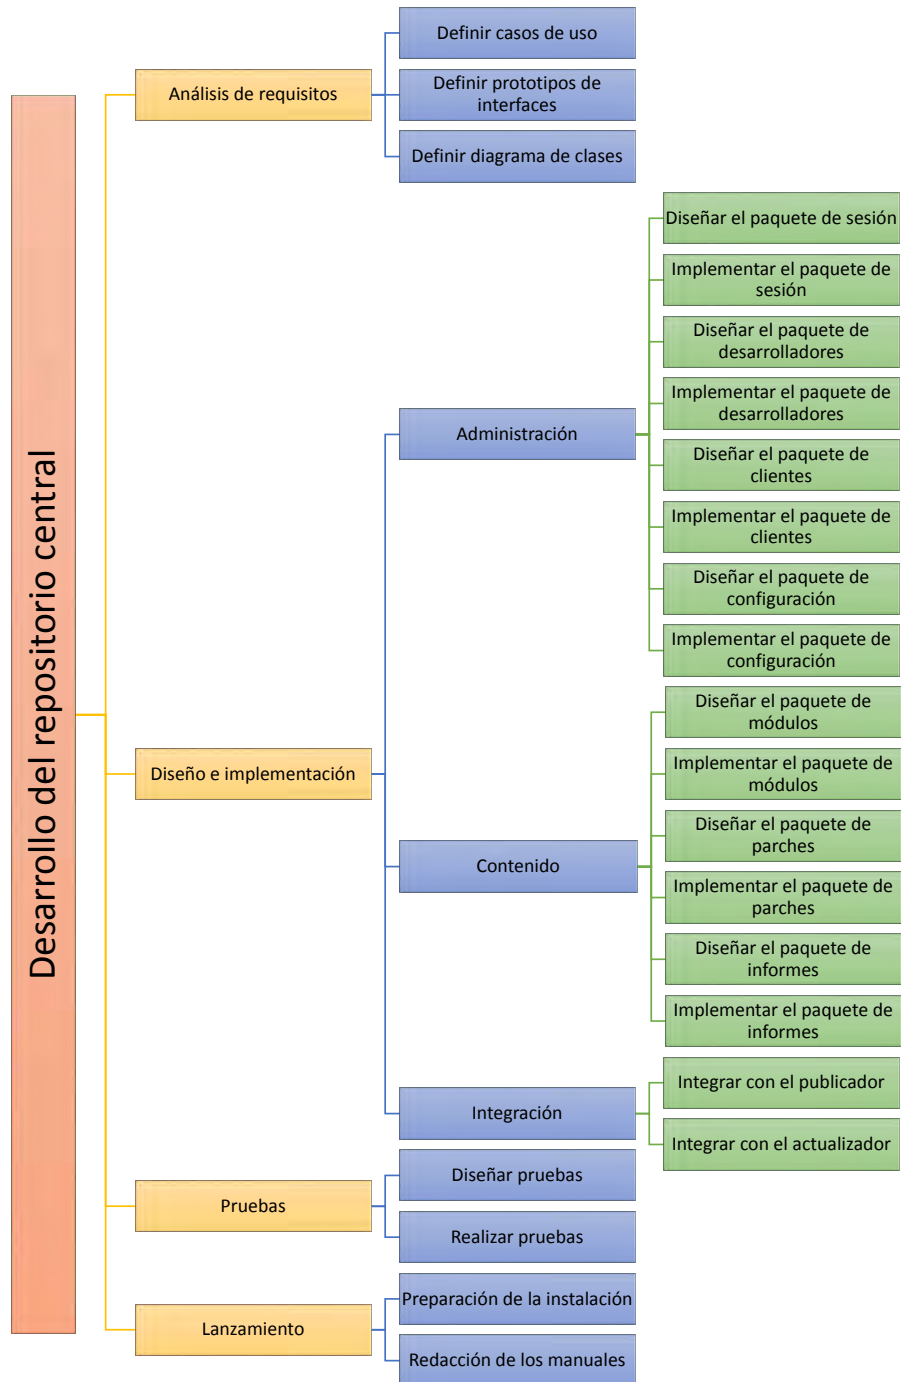 Desarrollo del repositorio central
Análisis de requisitos
Definir casos de uso
Definir prototipos de
interfaces
Definir diagrama de clases
Diseño e implementación
Administración
Diseñar el paquete de sesión
Implementar el paquete de
sesión
Diseñar el paquete de
desarrolladores
Implementar el paquete de
desarrolladores
Diseñar el paquete de
clientes
Implementar el paquete de
clientes
Diseñar el paquete de
configuración
Implementar el paquete de
configuración
Contenido
Diseñar el paquete de
módulos
Implementar el paquete de
módulos
Diseñar el paquete de
parches
Implementar el paquete de
parches
Diseñar el paquete de
informes
Implementar el paquete de
informes
Integración
Integrar con el publicador
Integrar con el actualizador
Pruebas
Diseñar pruebas
Realizar pruebas
Lanzamiento
Preparación de la instalación
Redacción de los manuales